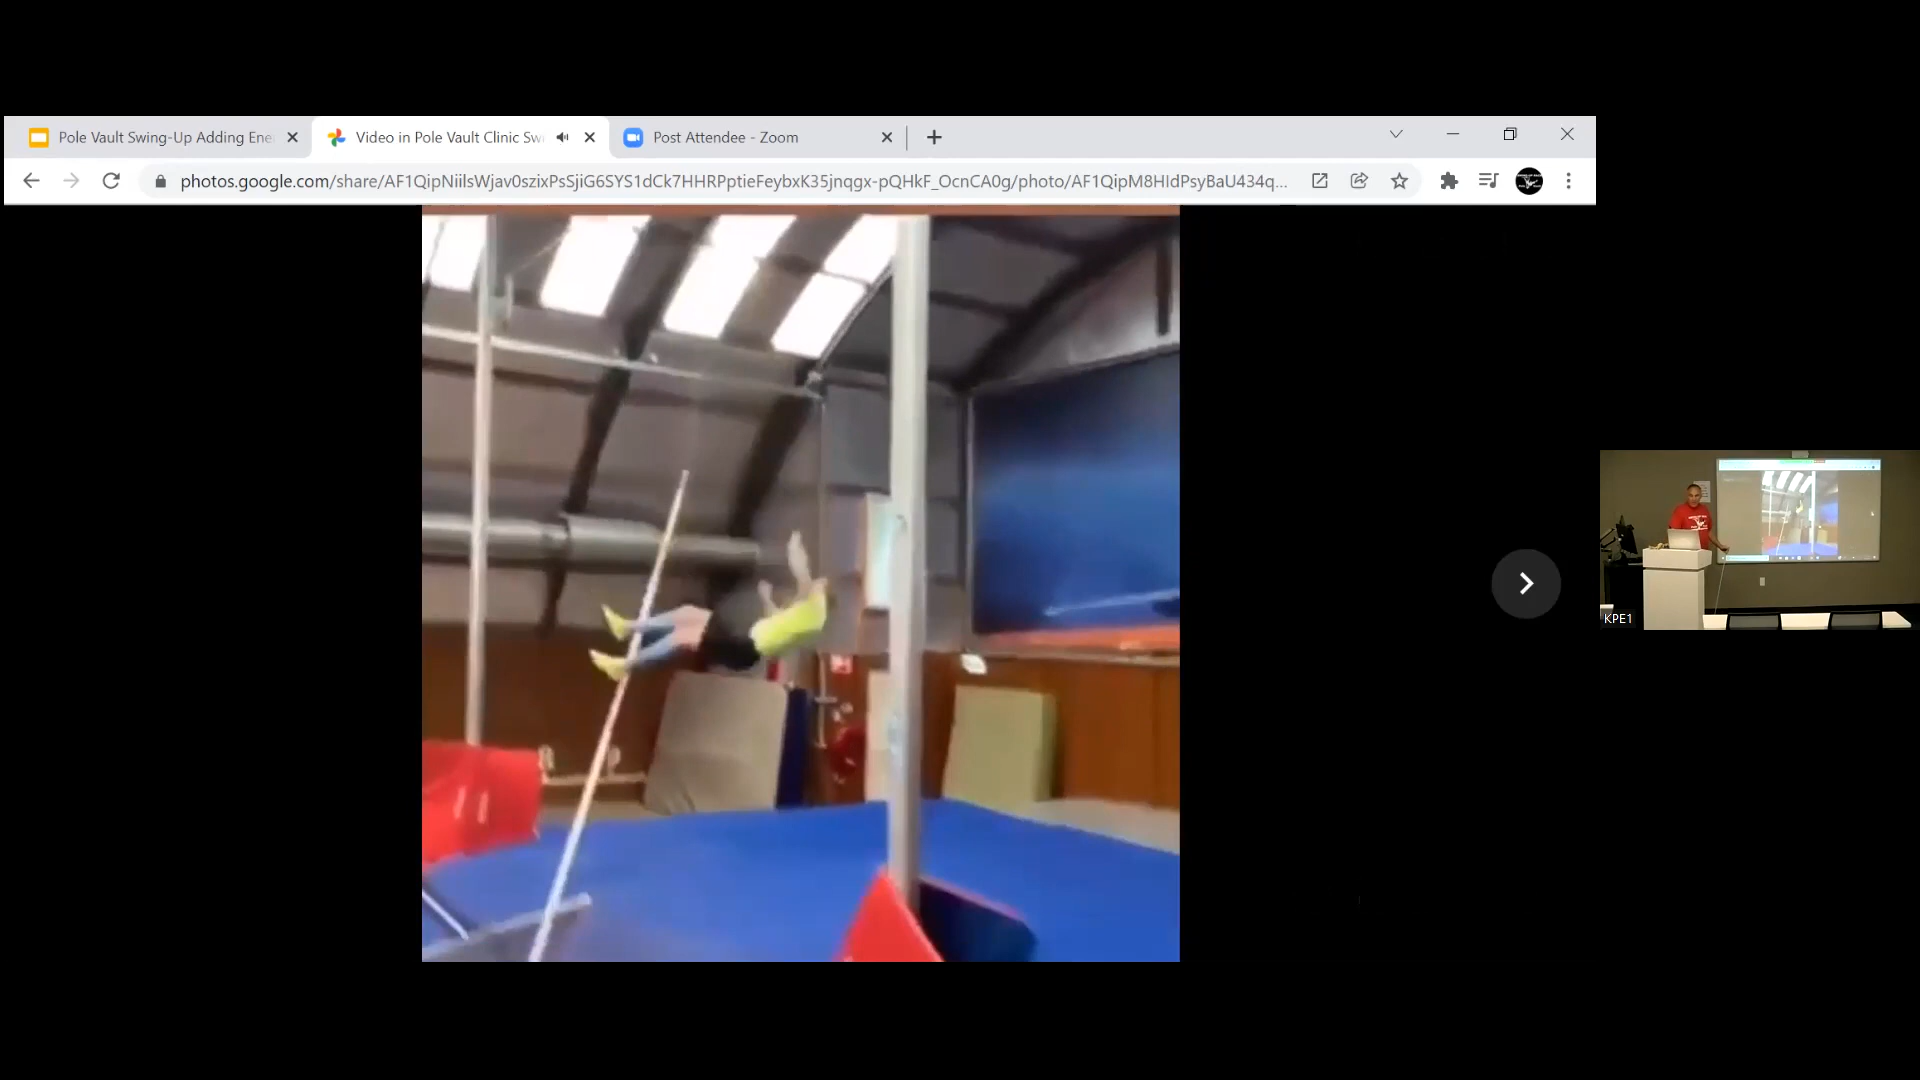 Pole Vault Swing-Up Adding Ene
Video in Pole Vault Clinic Sw
Post Attendee - Zoom
photos.google.com/share/AF1QipNiilsWjav0szixPsSjiG6SYS1dCk7HHRPptieFeybxK35jnqgx-pQHkF_OcnCA0g/photo/AF1QipM8HIdPsyBaU434q...
KPE1